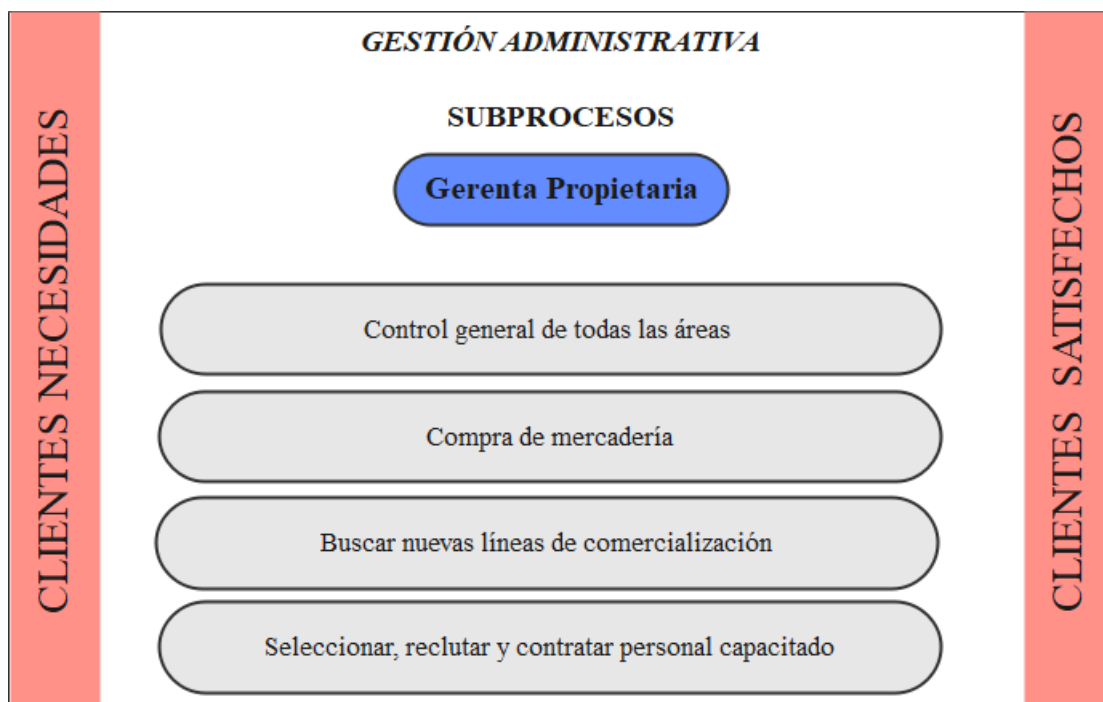 CLIENTES NECESIDADES
GESTIÓN ADMINISTRATIVA
SUBPROCESOS
Gerenta Propietaria
Control general de todas las áreas
Compra de mercadería
Buscar nuevas líneas de comercialización
Seleccionar, reclutar y contratar personal capacitado
CLIENTES SATISFECHOS